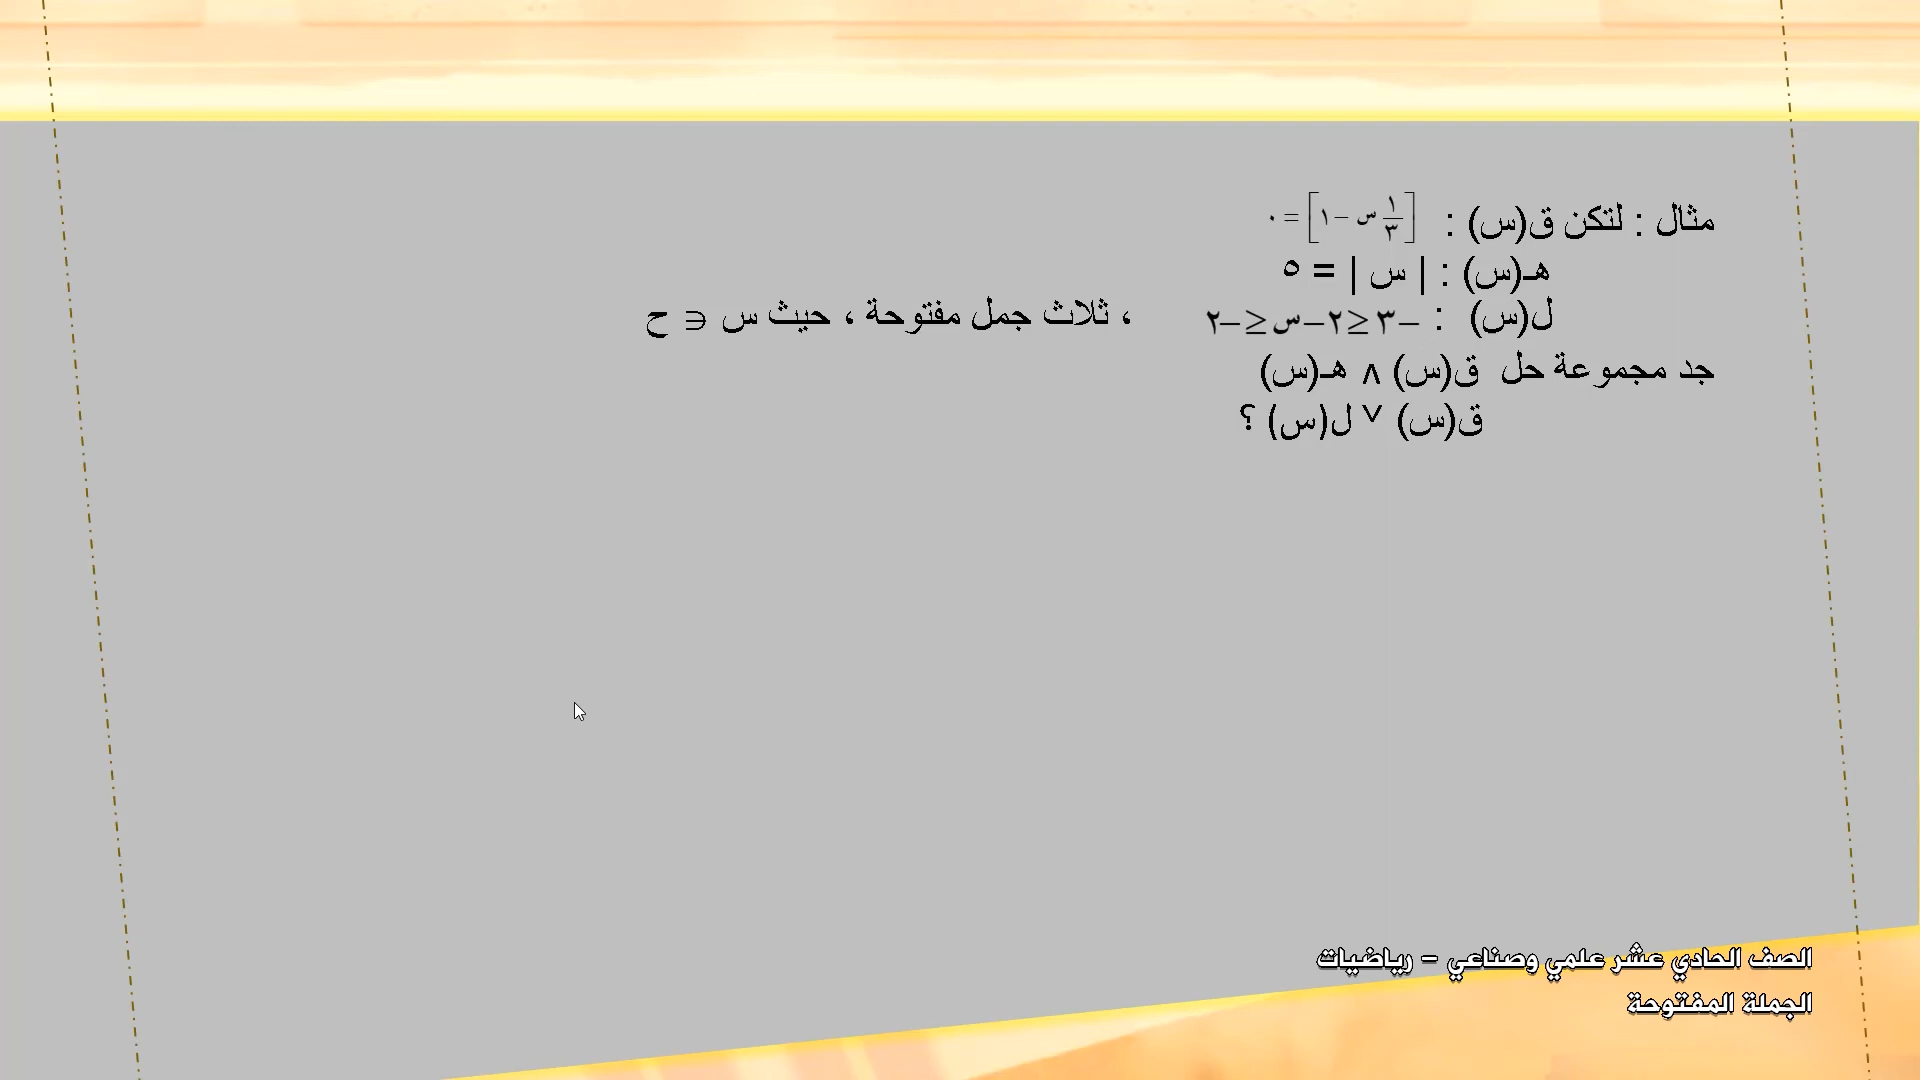 مثال : لتكن ق(س) : [١/٣ س – ١] = ٠
هـ(س) : | س | = ٥
ل(س) : –٣ ≤ ٢ – س ≤ –٢ ، ثلاث جمل مفتوحة ، حيث س ∈ ح
جد مجموعة حل ق(س) ∧ هـ(س)
ق(س) ∨ ل(س) ؟
الصف الحادي عشر علمي وصناعي – رياضيات
الجملة المفتوحة